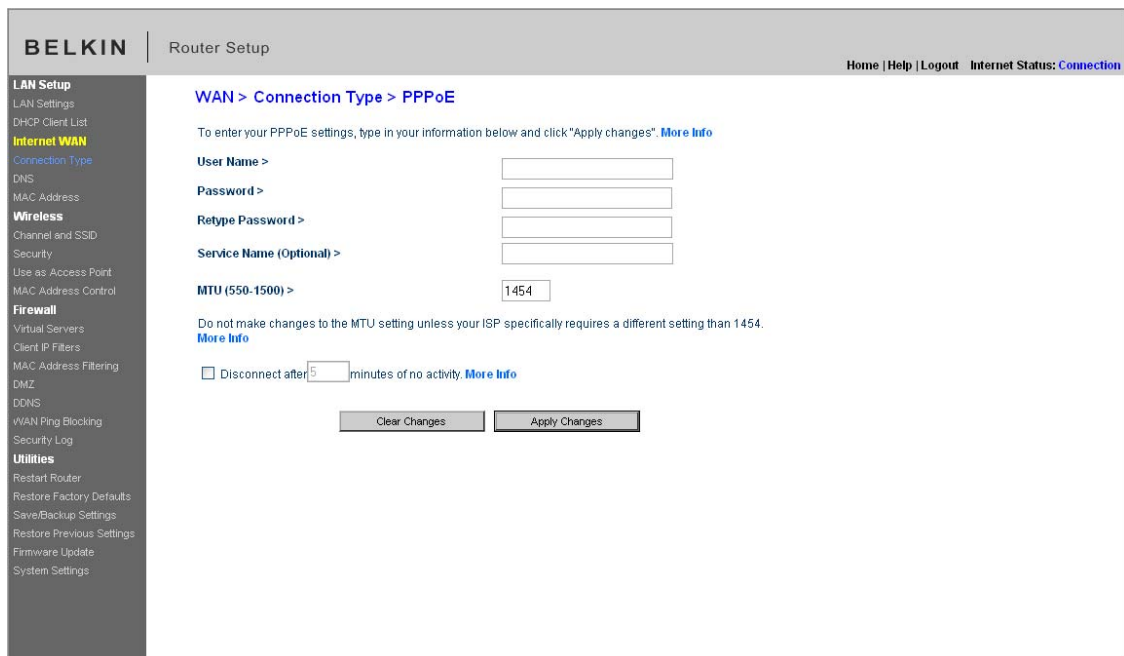 BELKIN
Router Setup
Home | Help | Logout Internet Status: Connection
LAN Setup
LAN Settings
DHCP Client List
Internet WAN
Connection Type
DNS
MAC Address
Wireless
Channel and SSID
Security
Use as Access Point
MAC Address Control
Firewall
Virtual Servers
Client IP Filters
MAC Address Filtering
DMZ
DDNS
WAN Ping Blocking
Security Log
Utilities
Restart Router
Restore Factory Defaults
Save/Backup Settings
Restore Previous Settings
Firmware Update
System Settings
WAN > Connection Type > PPPoE
To enter your PPPoE settings, type in your information below and click "Apply changes". More Info
User Name >
Password >
Retype Password >
Service Name (Optional) >
MTU (550-1500) > 1454
Do not make changes to the MTU setting unless your ISP specifically requires a different setting than 1454.
More Info
Disconnect after 5 minutes of no activity. More Info
Clear Changes Apply Changes